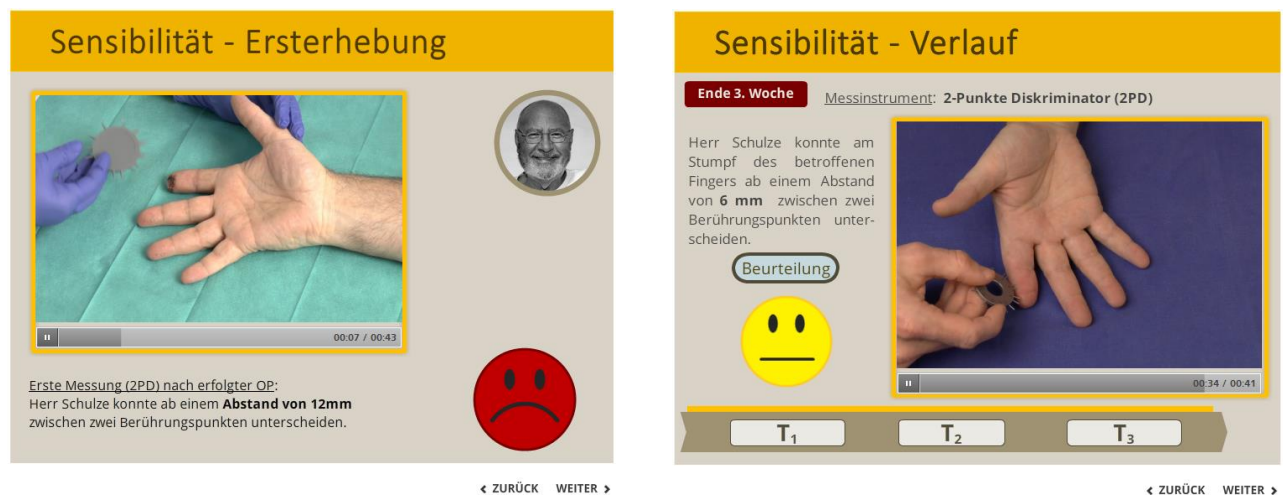 Sensibilität - Ersterhebung
00:07 / 00:43
Erste Messung (2PD) nach erfolgter OP:
Herr Schulze konnte ab einem Abstand von 12mm
zwischen zwei Berührungspunkten unterscheiden.
ZURÜCK WEITER
Sensibilität - Verlauf
Ende 3. Woche
Messinstrument: 2-Punkte Diskriminator (2PD)
Herr Schulze konnte am
Stumpf des betroffenen
Fingers ab einem Abstand
von 6 mm zwischen zwei
Berührungspunkten unter-
scheiden.
Beurteilung
00:34 / 00:41
T1 T2 T3
ZURÜCK WEITER